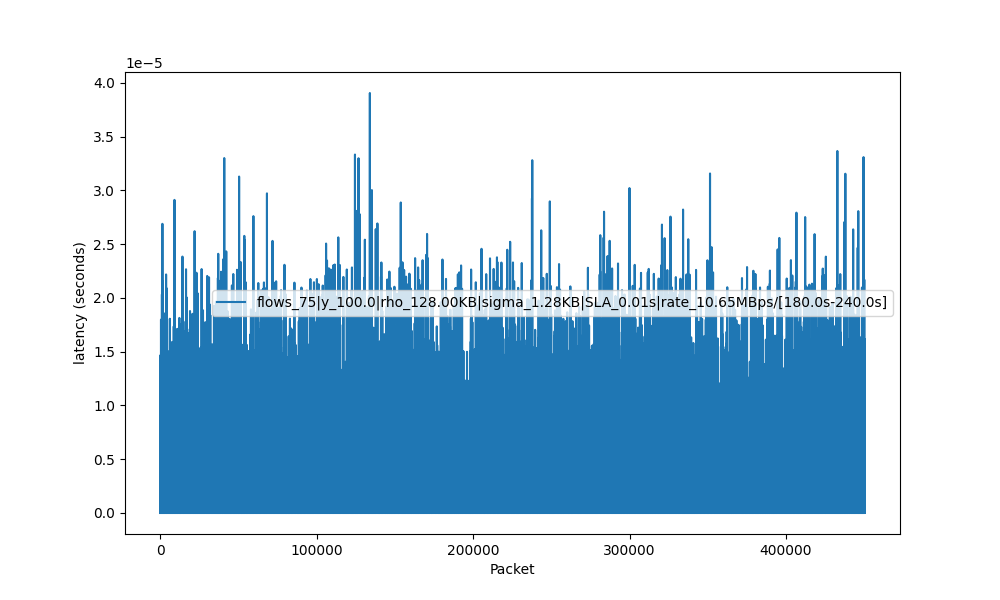 1e−5
4.0
3.5
3.0
2.5
2.0
1.5
1.0
0.5
0.0
latency (seconds)
flows_75|y_100.0|rho_128.00KB|sigma_1.28KB|SLA_0.01s|rate_10.65MBps/[180.0s-240.0s]
0 100000 200000 300000 400000
Packet